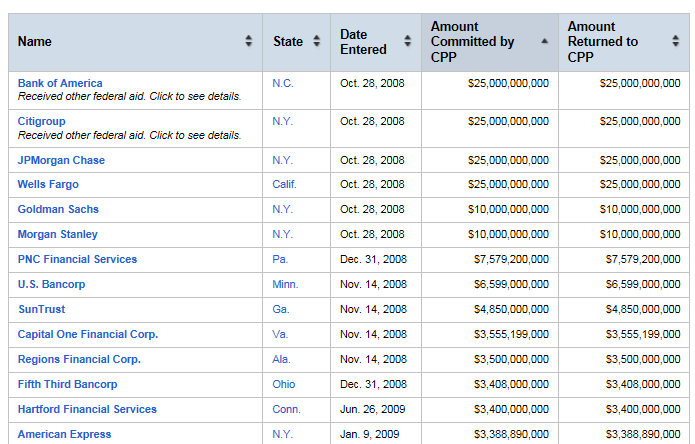 Name State Date Entered Amount Committed by CPP Amount Returned to CPP
Bank of America N.C. Oct. 28, 2008 $25,000,000,000 $25,000,000,000
Received other federal aid. Click to see details.
Citigroup N.Y. Oct. 28, 2008 $25,000,000,000 $25,000,000,000
Received other federal aid. Click to see details.
JPMorgan Chase N.Y. Oct. 28, 2008 $25,000,000,000 $25,000,000,000
Wells Fargo Calif. Oct. 28, 2008 $25,000,000,000 $25,000,000,000
Goldman Sachs N.Y. Oct. 28, 2008 $10,000,000,000 $10,000,000,000
Morgan Stanley N.Y. Oct. 28, 2008 $10,000,000,000 $10,000,000,000
PNC Financial Services Pa. Dec. 31, 2008 $7,579,200,000 $7,579,200,000
U.S. Bancorp Minn. Nov. 14, 2008 $6,599,000,000 $6,599,000,000
SunTrust Ga. Nov. 14, 2008 $4,850,000,000 $4,850,000,000
Capital One Financial Corp. Va. Nov. 14, 2008 $3,555,199,000 $3,555,199,000
Regions Financial Corp. Ala. Nov. 14, 2008 $3,500,000,000 $3,500,000,000
Fifth Third Bancorp Ohio Dec. 31, 2008 $3,408,000,000 $3,408,000,000
Hartford Financial Services Conn. Jun. 26, 2009 $3,400,000,000 $3,400,000,000
American Express N.Y. Jan. 9, 2009 $3,388,890,000 $3,388,890,000